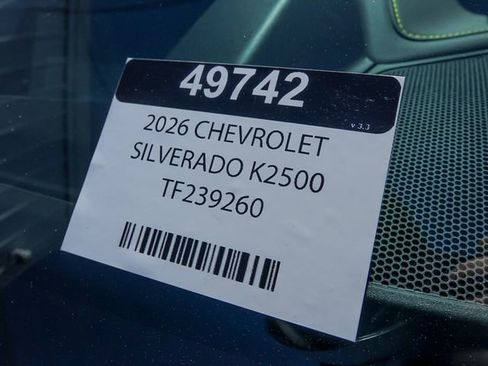 49742
v 3.3
2026 CHEVROLET
SILVERADO K2500
TF239260